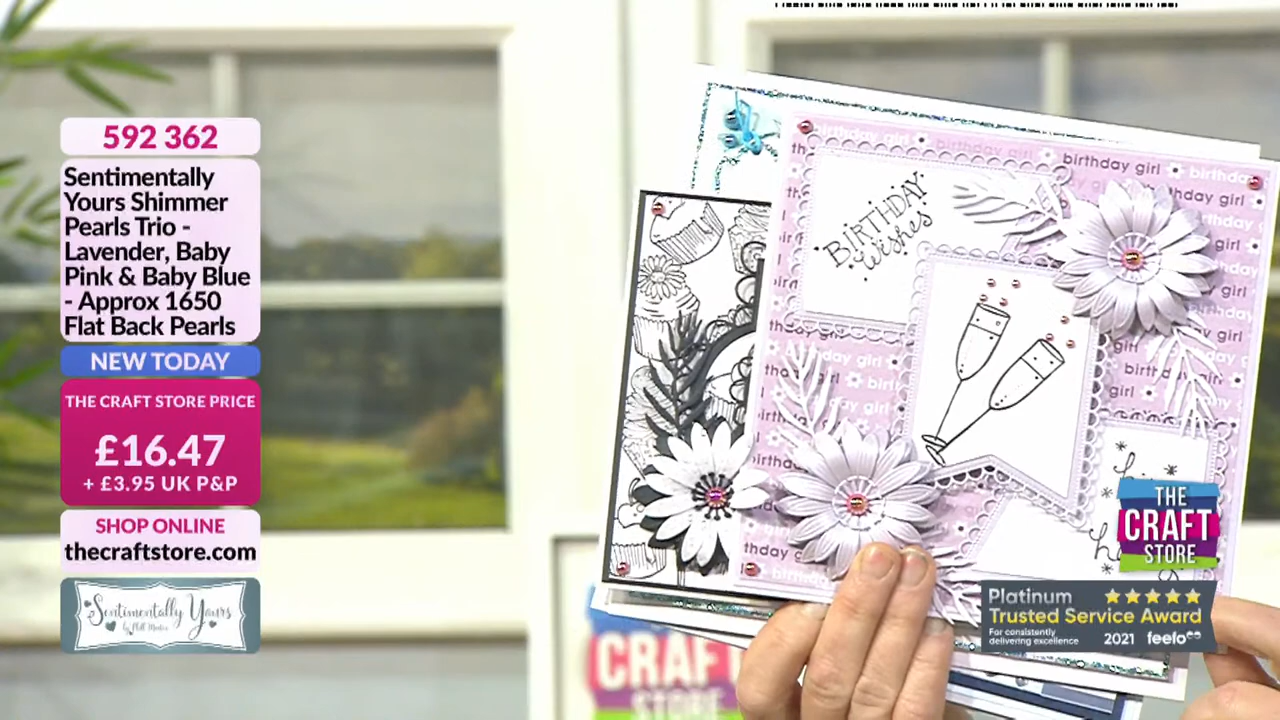 592 362
Sentimentally
Yours Shimmer
Pearls Trio -
Lavender, Baby
Pink & Baby Blue
- Approx 1650
Flat Back Pearls
NEW TODAY
THE CRAFT STORE PRICE
£16.47
+ £3.95 UK P&P
SHOP ONLINE
thecraftstore.com
Sentimentally Yours
birthday girl birthday girl
BIRTHDAY
wishes
THE
CRAFT
STORE
Platinum
Trusted Service Award
For consistently
delivering excellence
2021 feefo
CRAFT
STORE